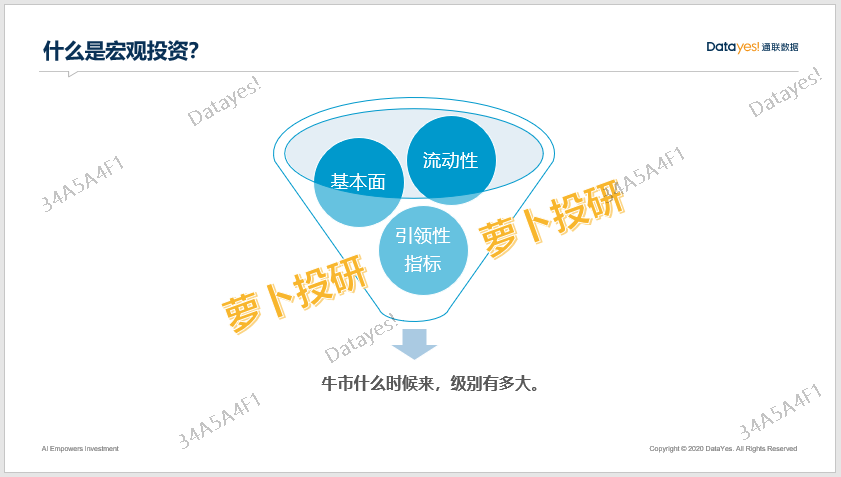 什么是宏观投资?
Datayes! 通联数据
Datayes!
Datayes!
34A5A4F1
34A5A4F1
流动性
基本面
引领性
指标
萝卜投研
萝卜投研
Datayes!
牛市什么时候来，级别有多大。
34A5A4F1
34A5A4F1
AI Empowers Investment
Copyright © 2020 DataYes. All Rights Reserved